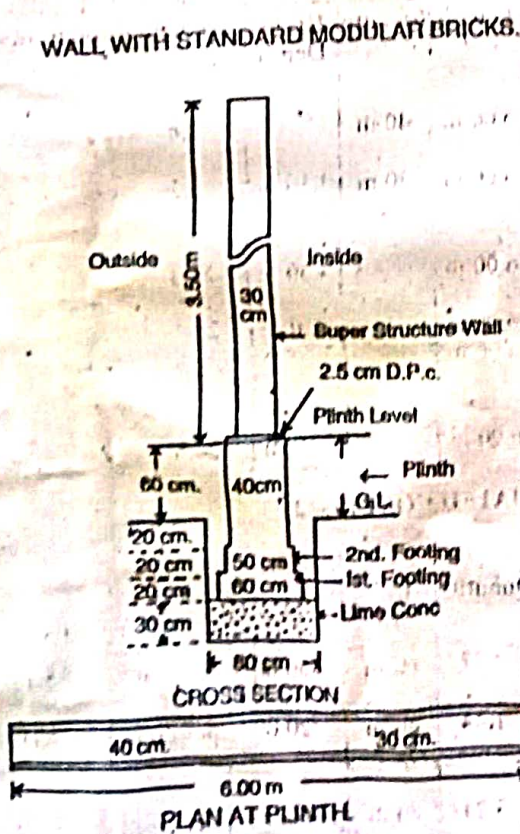 WALL WITH STANDARD MODULAR BRICKS.
Outside
3.50m
Inside
30
cm
Super Structure Wall
2.5 cm D.P.c.
Plinth Level
60 cm.
40cm
Plinth
G.L.
20 cm.
20 cm
20 cm
30 cm
50 cm
60 cm
2nd. Footing
1st. Footing
Lime Conc
80 cm
CROSS SECTION
40 cm.
30 cm.
6.00 m
PLAN AT PLINTH.